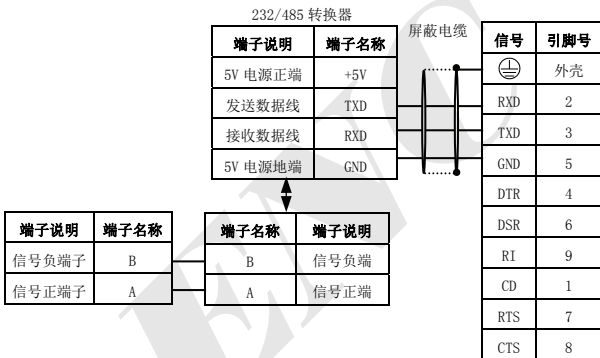 232/485 转换器
屏蔽电缆
端子说明 端子名称
5V 电源正端 +5V
发送数据线 TXD
接收数据线 RXD
5V 电源地端 GND
信号 引脚号
外壳
RXD 2
TXD 3
GND 5
DTR 4
DSR 6
RI 9
CD 1
RTS 7
CTS 8
端子说明 端子名称
信号负端子 B
信号正端子 A
端子名称 端子说明
B 信号负端
A 信号正端
ENC